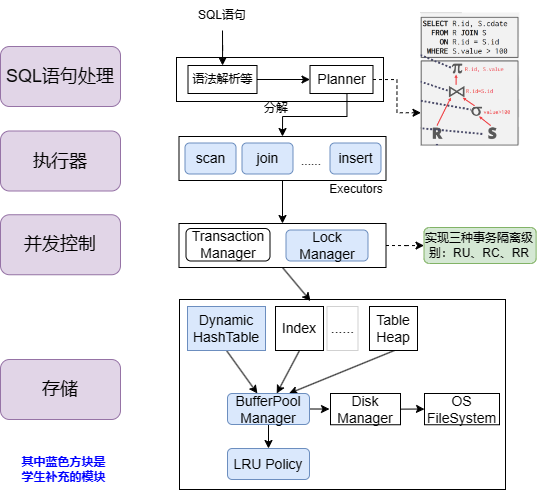 SQL语句
SELECT R.id, S.cdate
FROM R JOIN S
ON R.id = S.id
WHERE S.value > 100
SQL语句处理
语法解析等
Planner
π R.id, S.value
⋈ R.id=S.id
σ value>100
R
S
分解
执行器
scan
join
......
insert
Executors
并发控制
Transaction
Manager
Lock
Manager
实现三种事务隔离级
别：RU、RC、RR
Dynamic
HashTable
Index
......
Table
Heap
存储
BufferPool
Manager
Disk
Manager
OS
FileSystem
LRU Policy
其中蓝色方块是
学生补充的模块